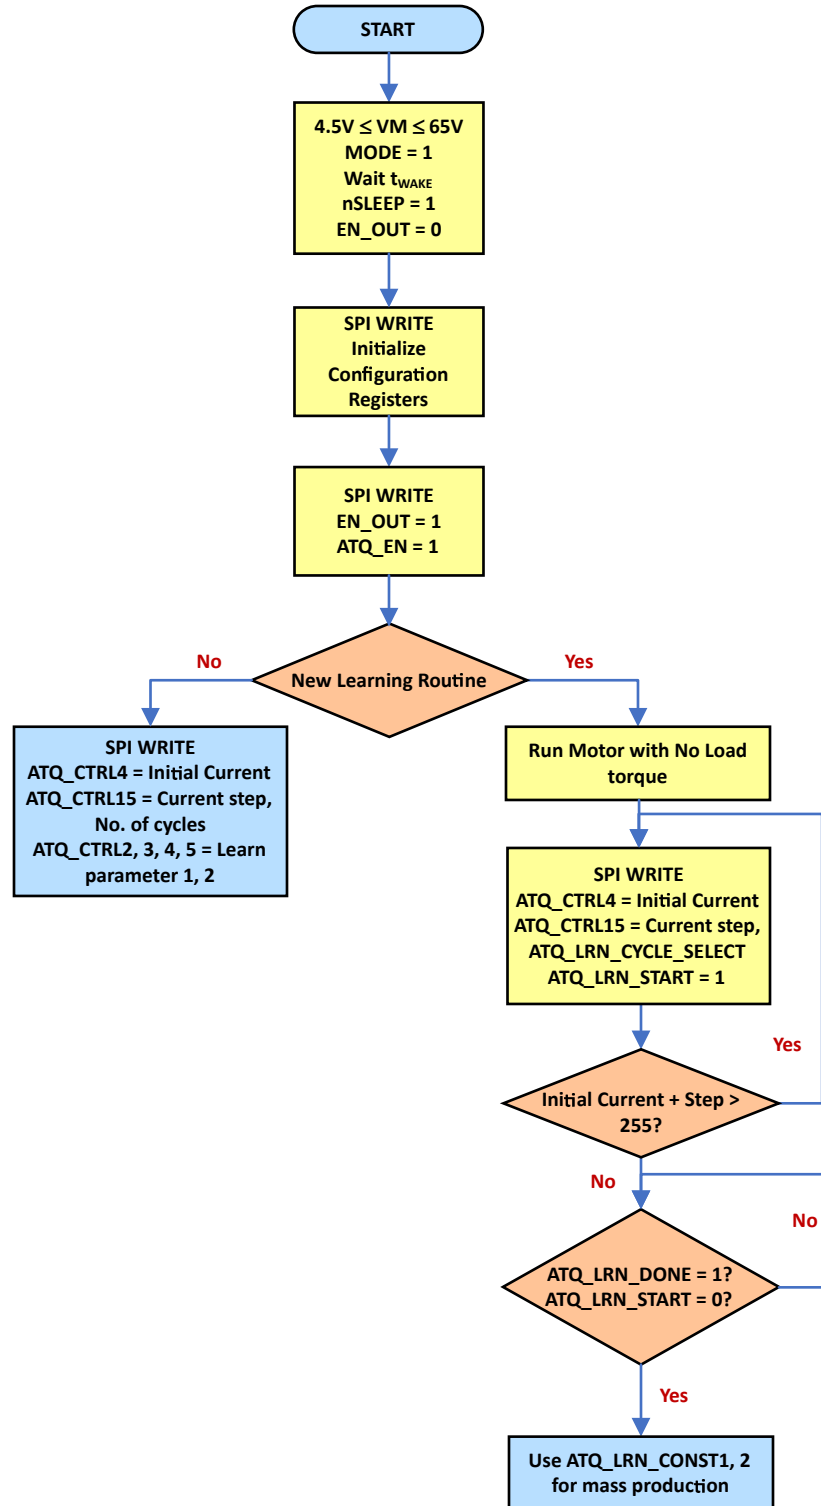 START
4.5V ≤ VM ≤ 65V
MODE = 1
Wait tWAKE
nSLEEP = 1
EN_OUT = 0
SPI WRITE
Initialize
Configuration
Registers
SPI WRITE
EN_OUT = 1
ATQ_EN = 1
No
Yes
New Learning Routine
SPI WRITE
ATQ_CTRL4 = Initial Current
ATQ_CTRL15 = Current step,
No. of cycles
ATQ_CTRL2, 3, 4, 5 = Learn
parameter 1, 2
Run Motor with No Load
torque
SPI WRITE
ATQ_CTRL4 = Initial Current
ATQ_CTRL15 = Current step,
ATQ_LRN_CYCLE_SELECT
ATQ_LRN_START = 1
Yes
Initial Current + Step >
255?
No
No
ATQ_LRN_DONE = 1?
ATQ_LRN_START = 0?
Yes
Use ATQ_LRN_CONST1, 2
for mass production